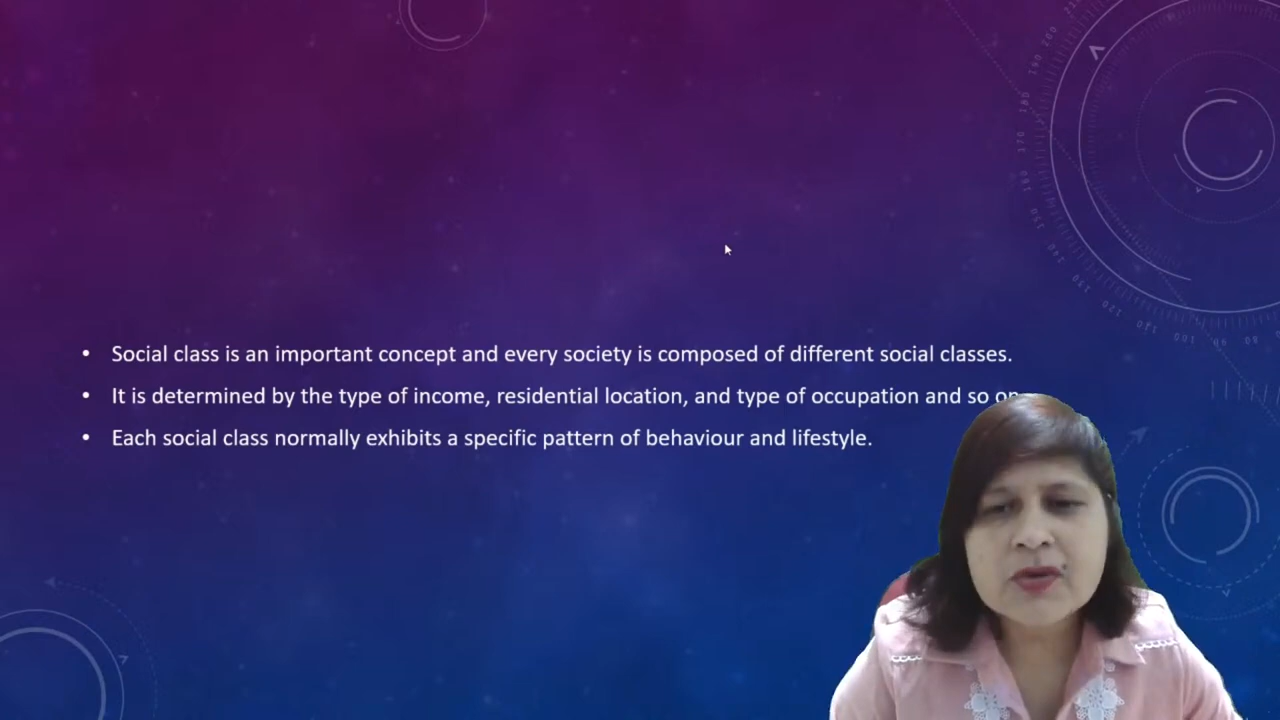 • Social class is an important concept and every society is composed of different social classes.
• It is determined by the type of income, residential location, and type of occupation and so on
• Each social class normally exhibits a specific pattern of behaviour and lifestyle.